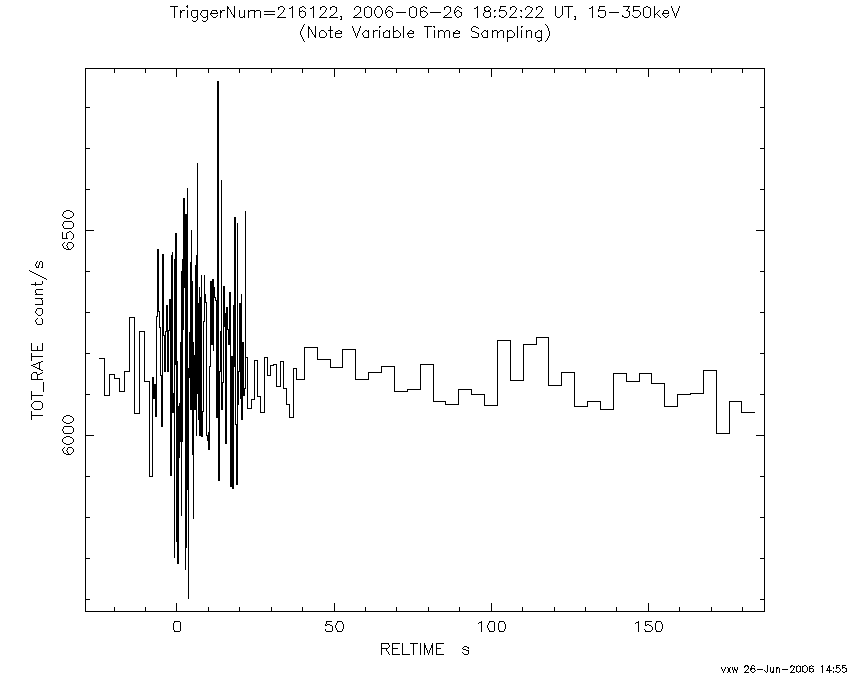 TriggerNum=216122, 2006-06-26 18:52:22 UT, 15-350keV
(Note Variable Time Sampling)
TOT_RATE count/s
6500
6000
0 50 100 150
RELTIME s
vxw 26-Jun-2006 14:55